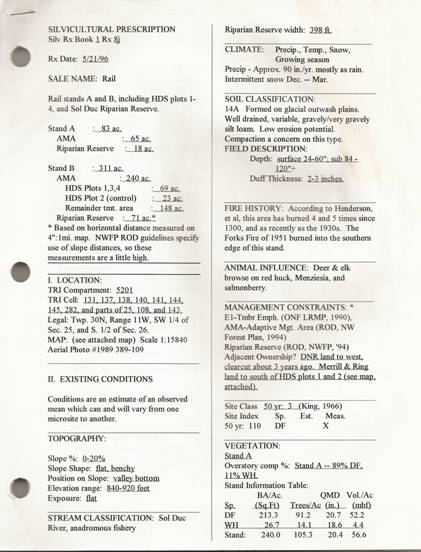 SILVICULTURAL PRESCRIPTION
Silv Rx Book 1 Rx 8j
Rx Date: 5/21/96
SALE NAME: Rail
Rail stands A and B, including HDS plots 1-
4, and Sol Duc Riparian Reserve.
Stand A : 83 ac.
AMA : 65 ac.
Riparian Reserve : 18 ac.
Stand B : 311 ac.
AMA : 240 ac.
HDS Plots 1,3,4 : 69 ac.
HDS Plot 2 (control) : 23 ac.
Remainder tmt. area : 148 ac.
Riparian Reserve : 71 ac.*
* Based on horizontal distance measured on
4":1mi. map. NWFP ROD guidelines specify
use of slope distances, so these
measurements are a little high.
I. LOCATION:
TRI Compartment: 5201
TRI Cell: 131, 137, 138, 140, 141, 144,
145, 282, and parts of 25, 108, and 143.
Legal: Twp. 30N, Range 11W, SW 1/4 of
Sec. 25, and S. 1/2 of Sec. 26.
MAP: (see attached map) Scale 1:15840
Aerial Photo #1989 389-109
II. EXISTING CONDITIONS
Conditions are an estimate of an observed
mean which can and will vary from one
microsite to another.
TOPOGRAPHY:
Slope %: 0-20%
Slope Shape: flat, benchy
Position on Slope: valley bottom
Elevation range: 840-920 feet
Exposure: flat
STREAM CLASSIFICATION: Sol Duc
River, anadromous fishery
Riparian Reserve width: 398 ft.
CLIMATE: Precip., Temp., Snow,
Growing season
Precip - Approx. 90 in./yr. mostly as rain.
Intermittent snow Dec. -- Mar.
SOIL CLASSIFICATION:
14A Formed on glacial outwash plains.
Well drained, variable, gravely/very gravely
silt loam. Low erosion potential.
Compaction a concern on this type.
FIELD DESCRIPTION:
Depth: surface 24-60"; sub 84 -
120"+
Duff Thickness: 2-3 inches.
FIRE HISTORY: According to Henderson,
et al, this area has burned 4 and 5 times since
1300, and as recently as the 1930s. The
Forks Fire of 1951 burned into the southern
edge of this stand.
ANIMAL INFLUENCE: Deer & elk
browse on red huck, Menziesia, and
salmonberry.
MANAGEMENT CONSTRAINTS: *
E1-Tmbr Emph. (ONF LRMP, 1990),
AMA-Adaptive Mgt. Area (ROD, NW
Forest Plan, 1994)
Riparian Reserve (ROD, NWFP, '94)
Adjacent Ownership? DNR land to west,
clearcut about 3 years ago. Merrill & Ring
land to south of HDS plots 1 and 2 (see map,
attached).
Site Class 50 yr: 3 (King, 1966)
Site Index Sp. Est. Meas.
50 yr: 110 DF X
VEGETATION:
Stand A
Overstory comp %: Stand A -- 89% DF,
11% WH.
Stand Information Table:
BA/Ac. QMD Vol./Ac
Sp. (Sq.Ft) Trees/Ac (in.) (mbf)
DF 213.3 91.2 20.7 52.2
WH 26.7 14.1 18.6 4.4
Stand: 240.0 105.3 20.4 56.6